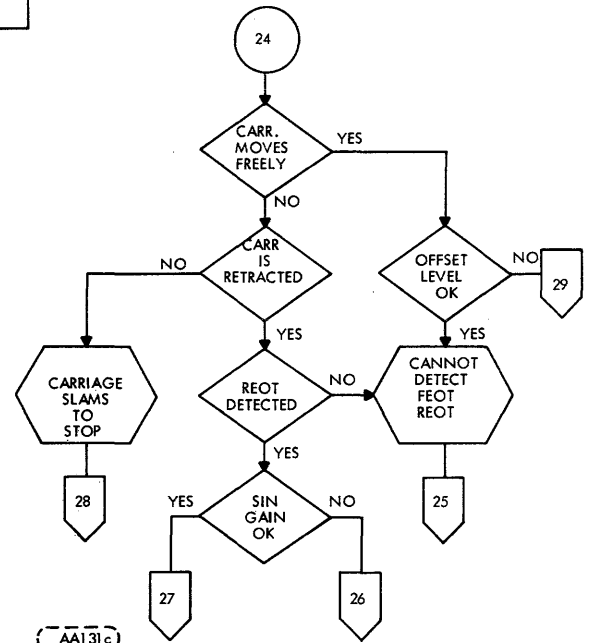 24
CARR.
MOVES
FREELY
YES
NO
CARR
IS
RETRACTED
NO
YES
OFFSET
LEVEL
OK
NO
29
YES
CARRIAGE
SLAMS
TO
STOP
REOT
DETECTED
NO
YES
CANNOT
DETECT
FEOT
REOT
28
YES
SIN
GAIN
OK
NO
25
27
26
AA131c